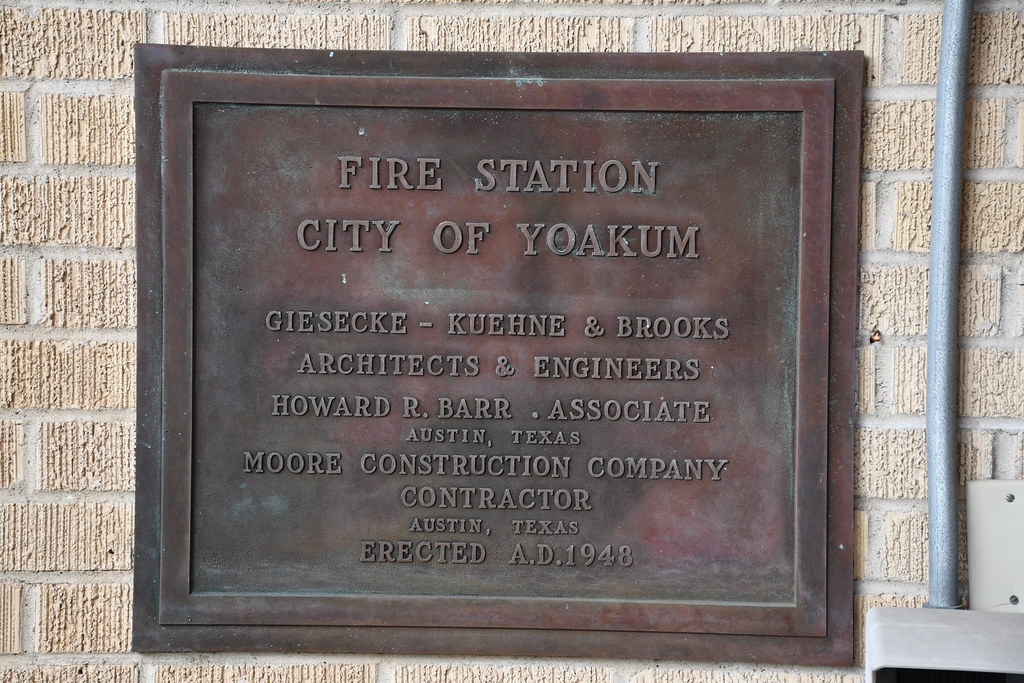 FIRE STATION
CITY OF YOAKUM
GIESECKE - KUEHNE & BROOKS
ARCHITECTS & ENGINEERS
HOWARD R. BARR . ASSOCIATE
AUSTIN, TEXAS
MOORE CONSTRUCTION COMPANY
CONTRACTOR
AUSTIN, TEXAS
ERECTED A.D. 1948